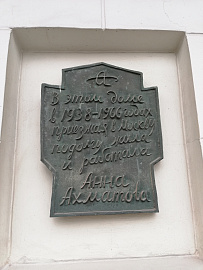 В этом доме
в 1938-1966 годах
приезжая в Москву
подолгу жила
и работала
Анна
Ахматова